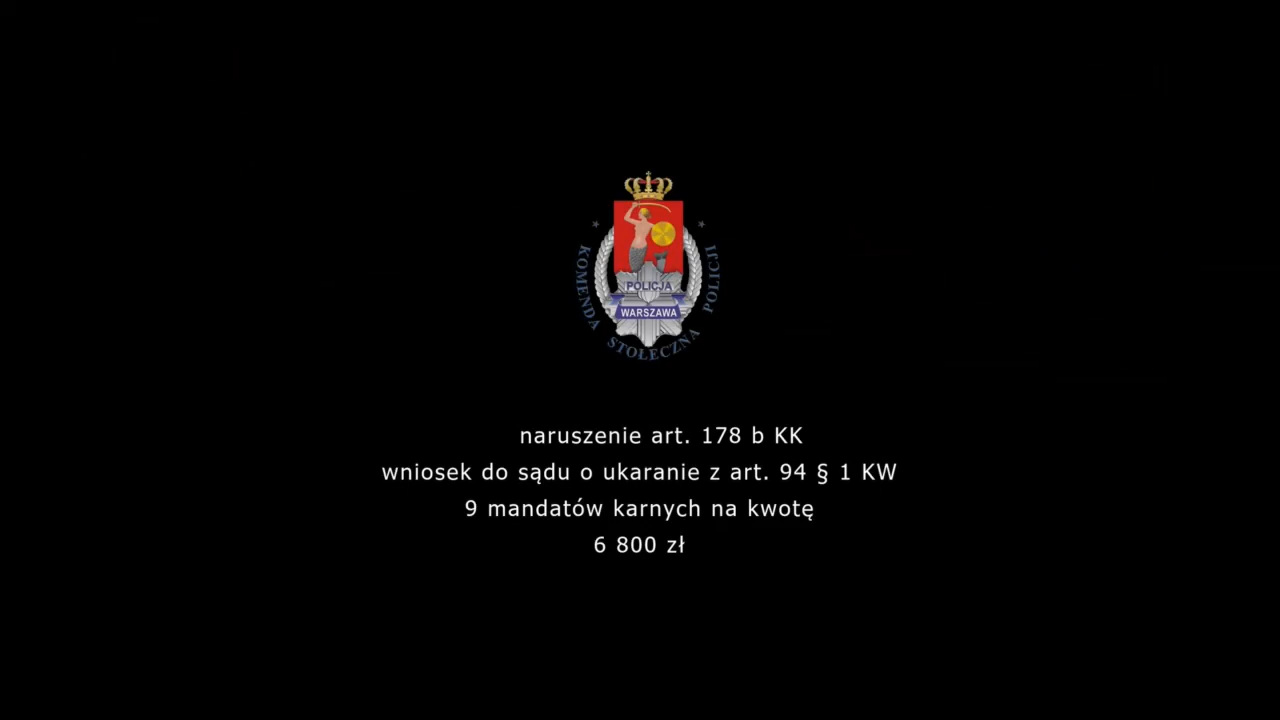 POLICJA
WARSZAWA
KOMENDA STOŁECZNA POLICJI
naruszenie art. 178 b KK
wniosek do sądu o ukaranie z art. 94 § 1 KW
9 mandatów karnych na kwotę
6 800 zł